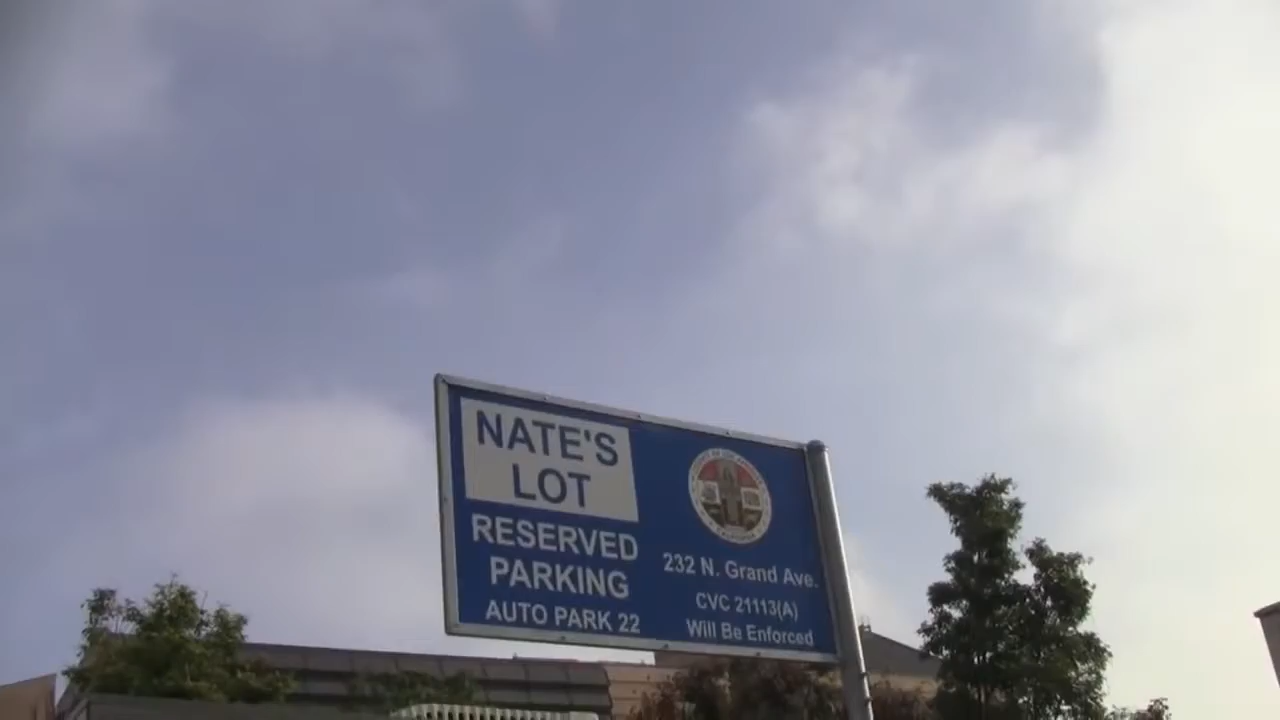 NATE'S
LOT
RESERVED
PARKING
AUTO PARK 22
232 N. Grand Ave.
CVC 21113(A)
Will Be Enforced